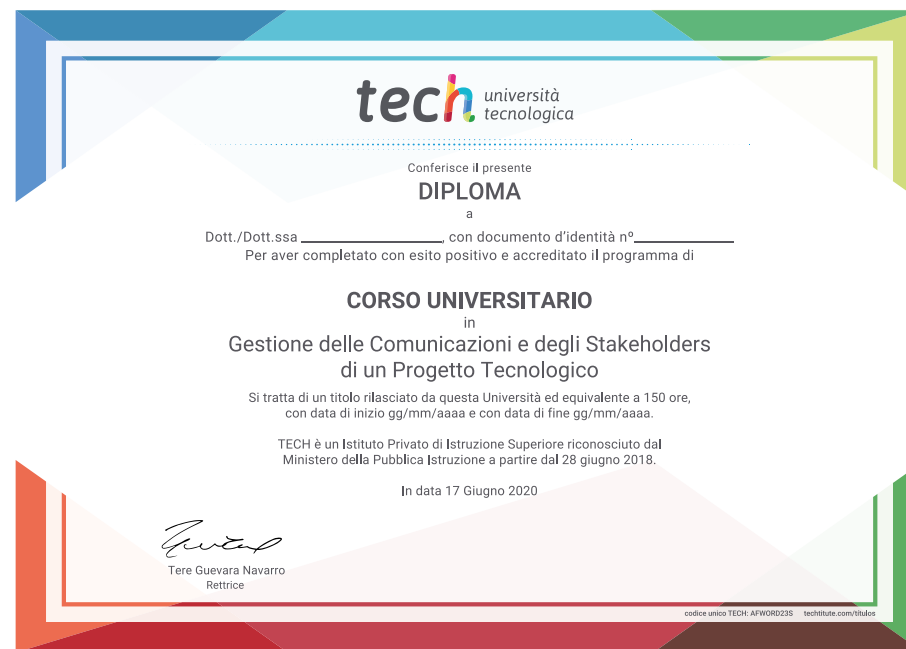 tech università
tecnologica
Conferisce il presente
DIPLOMA
a
Dott./Dott.ssa ____________________, con documento d'identità nº______________
Per aver completato con esito positivo e accreditato il programma di
CORSO UNIVERSITARIO
in
Gestione delle Comunicazioni e degli Stakeholders
di un Progetto Tecnologico
Si tratta di un titolo rilasciato da questa Università ed equivalente a 150 ore,
con data di inizio gg/mm/aaaa e con data di fine gg/mm/aaaa.
TECH è un Istituto Privato di Istruzione Superiore riconosciuto dal
Ministero della Pubblica Istruzione a partire dal 28 giugno 2018.
In data 17 Giugno 2020
Tere Guevara Navarro
Rettrice
codice unico TECH: AFWORD23S techtitute.com/titulos